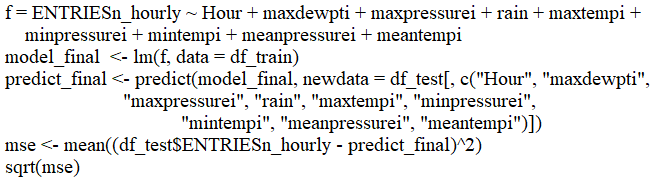 f = ENTRIESn_hourly ~ Hour + maxdewpti + maxpressurei + rain + maxtempi +
minpressurei + mintempi + meanpressurei + meantempi
model_final <- lm(f, data = df_train)
predict_final <- predict(model_final, newdata = df_test[, c("Hour", "maxdewpti",
"maxpressurei", "rain", "maxtempi", "minpressurei",
"mintempi", "meanpressurei", "meantempi")])
mse <- mean((df_test$ENTRIESn_hourly - predict_final)^2)
sqrt(mse)